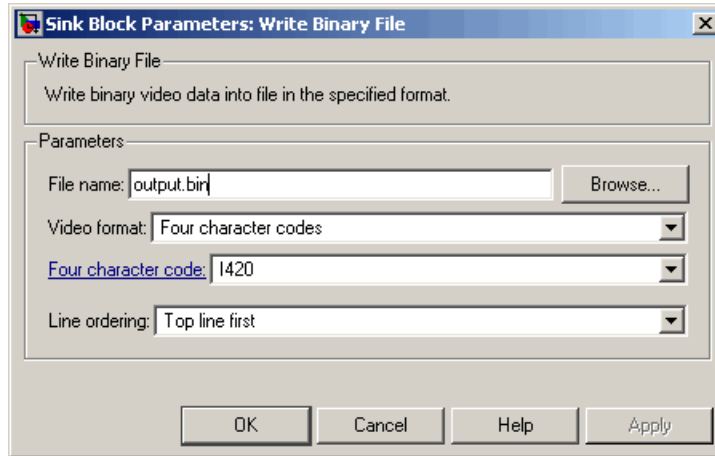 Sink Block Parameters: Write Binary File
Write Binary File
Write binary video data into file in the specified format.
Parameters
File name: output.bin Browse...
Video format: Four character codes
Four character code: I420
Line ordering: Top line first
OK Cancel Help Apply